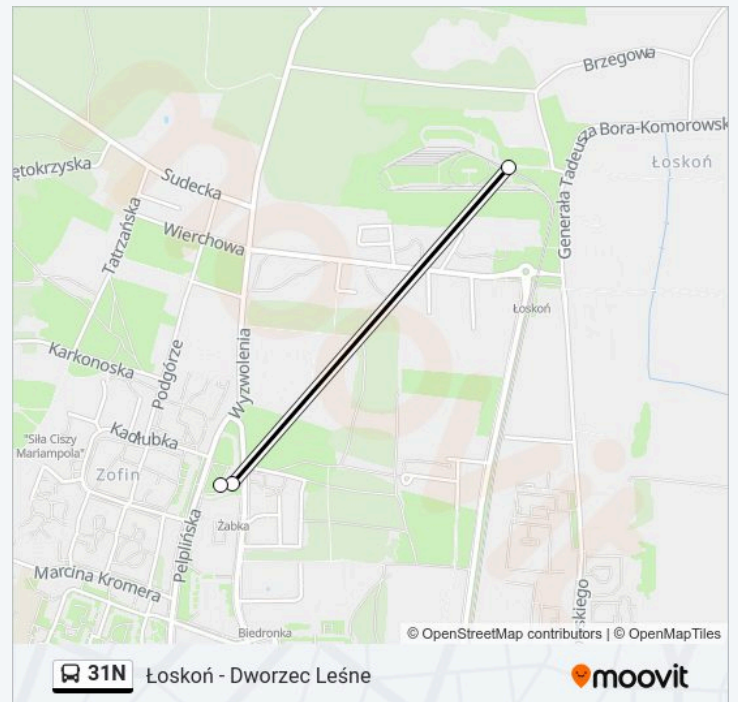 Brzegowa
Generała Tadeusza Bora-Komorowsk
Łoskoń
ętokrzyska
Sudecka
Tatrzańska
Wierchowa
Łoskoń
Karkonoska
Podgórze
Wyzwolenia
Kadłubka
"Siła Ciszy
Mariampola"
Zofin
Pelplińska
Żabka
Marcina Kromera
skiego
Biedronka
© OpenStreetMap contributors | © OpenMapTiles
31N Łoskoń - Dworzec Leśne
moovit